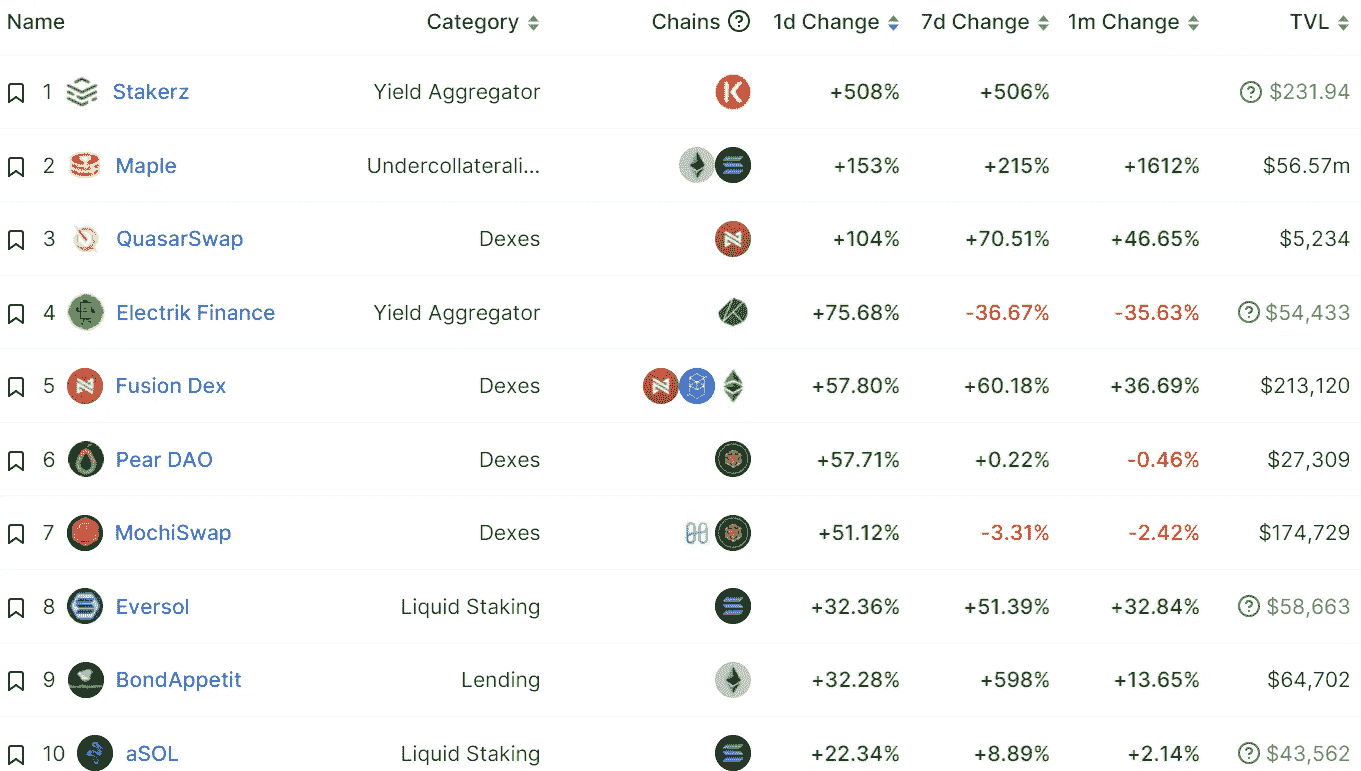 Name Category Chains ? 1d Change 7d Change 1m Change TVL
1 Stakerz Yield Aggregator K +508% +506% ? $231.94
2 Maple Undercollaterali... +153% +215% +1612% $56.57m
3 QuasarSwap Dexes N +104% +70.51% +46.65% $5,234
4 Electrik Finance Yield Aggregator +75.68% -36.67% -35.63% ? $54,433
5 N Fusion Dex Dexes N +57.80% +60.18% +36.69% $213,120
6 Pear DAO Dexes +57.71% +0.22% -0.46% $27,309
7 MochiSwap Dexes +51.12% -3.31% -2.42% $174,729
8 Eversol Liquid Staking +32.36% +51.39% +32.84% ? $58,663
9 BondAppetit Lending +32.28% +598% +13.65% $64,702
10 aSOL Liquid Staking +22.34% +8.89% +2.14% ? $43,562